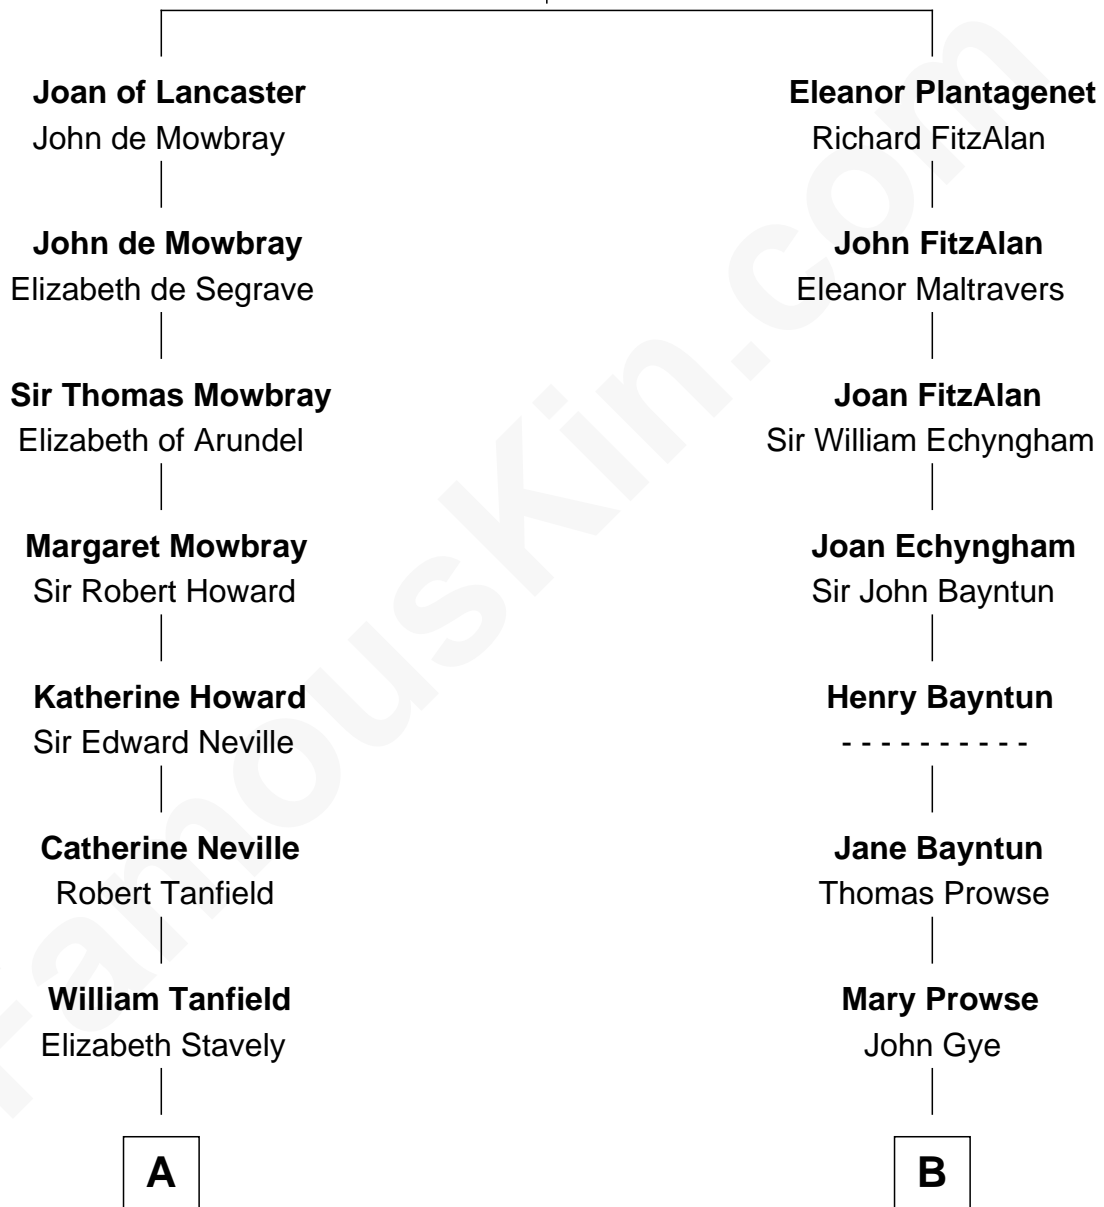 Joan of Lancaster
John de Mowbray
John de Mowbray
Elizabeth de Segrave
Sir Thomas Mowbray
Elizabeth of Arundel
Margaret Mowbray
Sir Robert Howard
Katherine Howard
Sir Edward Neville
Catherine Neville
Robert Tanfield
William Tanfield
Elizabeth Stavely
A
Eleanor Plantagenet
Richard FitzAlan
John FitzAlan
Eleanor Maltravers
Joan FitzAlan
Sir William Echyngham
Joan Echyngham
Sir John Bayntun
Henry Bayntun
- - - - - - - - - -
Jane Bayntun
Thomas Prowse
Mary Prowse
John Gye
B
FamousKin.com